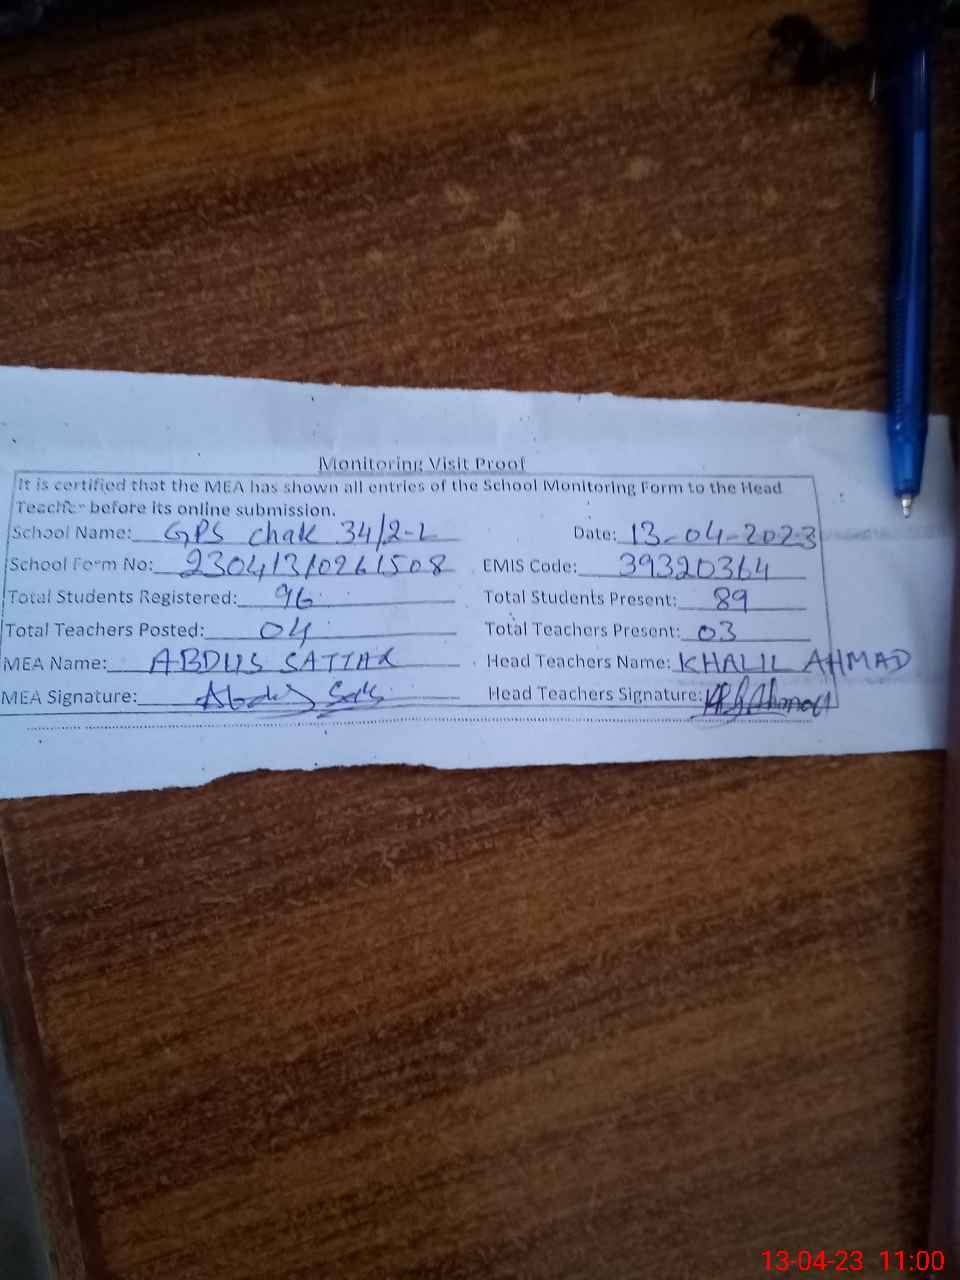 Monitoring Visit Proof
It is certified that the MEA has shown all entries of the School Monitoring Form to the Head
Teacher before its online submission.
School Name: GPS chak 34/2-L Date: 13-04-2023
School Form No: 23041310261508 EMIS Code: 39320364
Total Students Registered: 96 Total Students Present: 89
Total Teachers Posted: 04 Total Teachers Present: 03
MEA Name: ABDUS SATTAR Head Teachers Name: KHALIL AHMAD
MEA Signature: Head Teachers Signature:
13-04-23 11:00